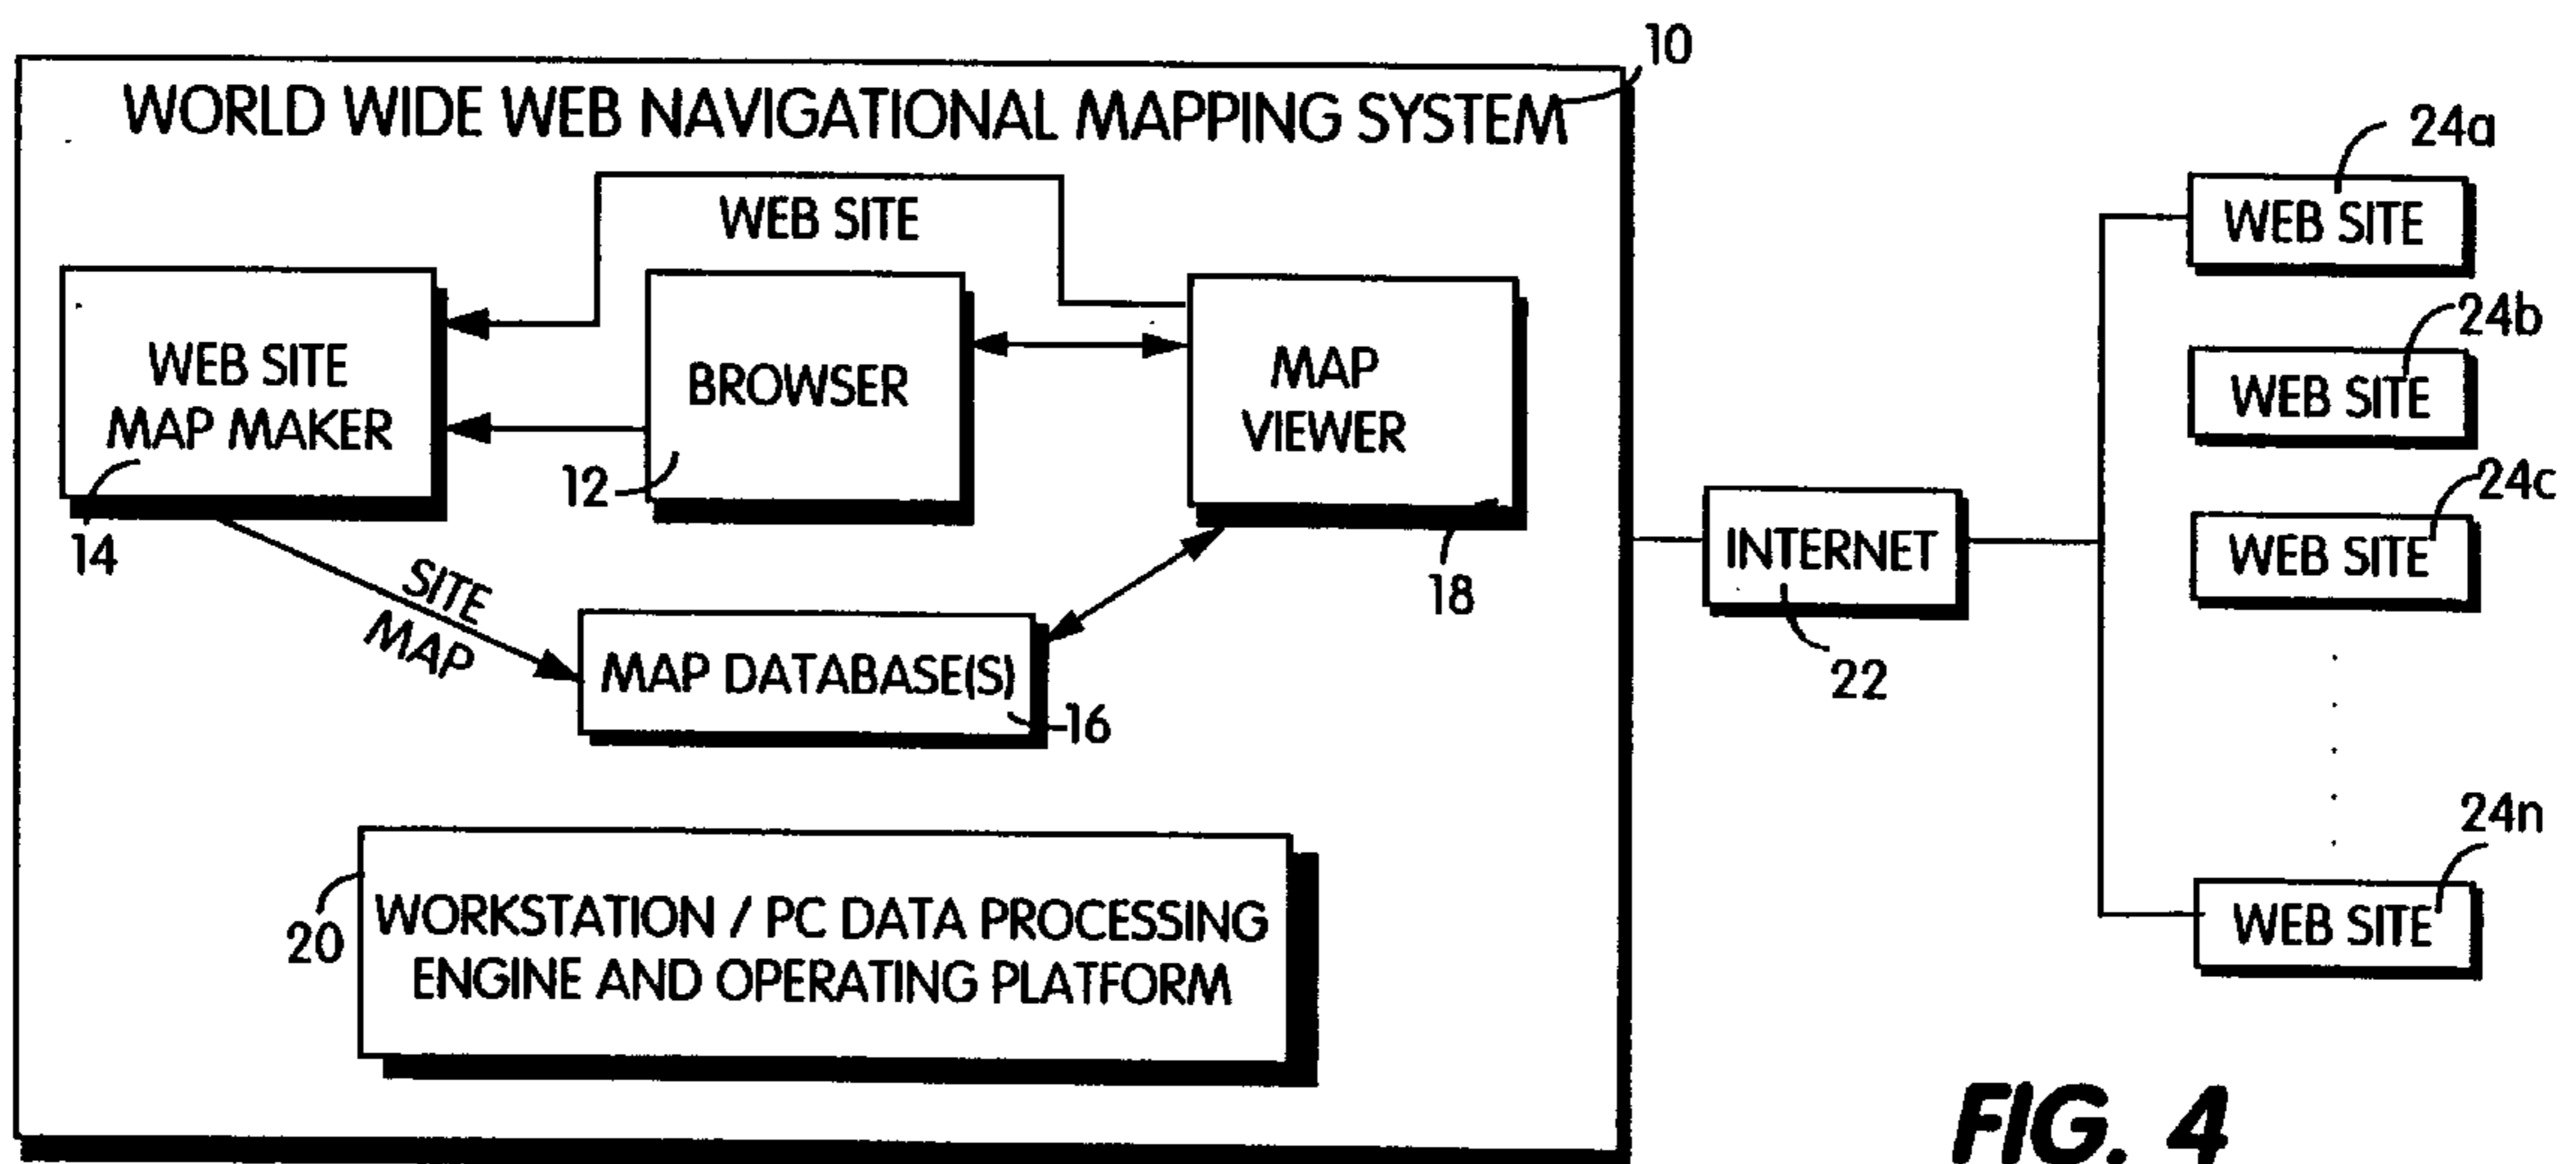 10
WORLD WIDE WEB NAVIGATIONAL MAPPING SYSTEM
WEB SITE
WEB SITE
MAP MAKER
14
BROWSER
12
MAP
VIEWER
18
SITE
MAP
MAP DATABASE(S)
16
20
WORKSTATION / PC DATA PROCESSING
ENGINE AND OPERATING PLATFORM
INTERNET
22
24a
WEB SITE
24b
WEB SITE
24c
WEB SITE
24n
WEB SITE
FIG. 4